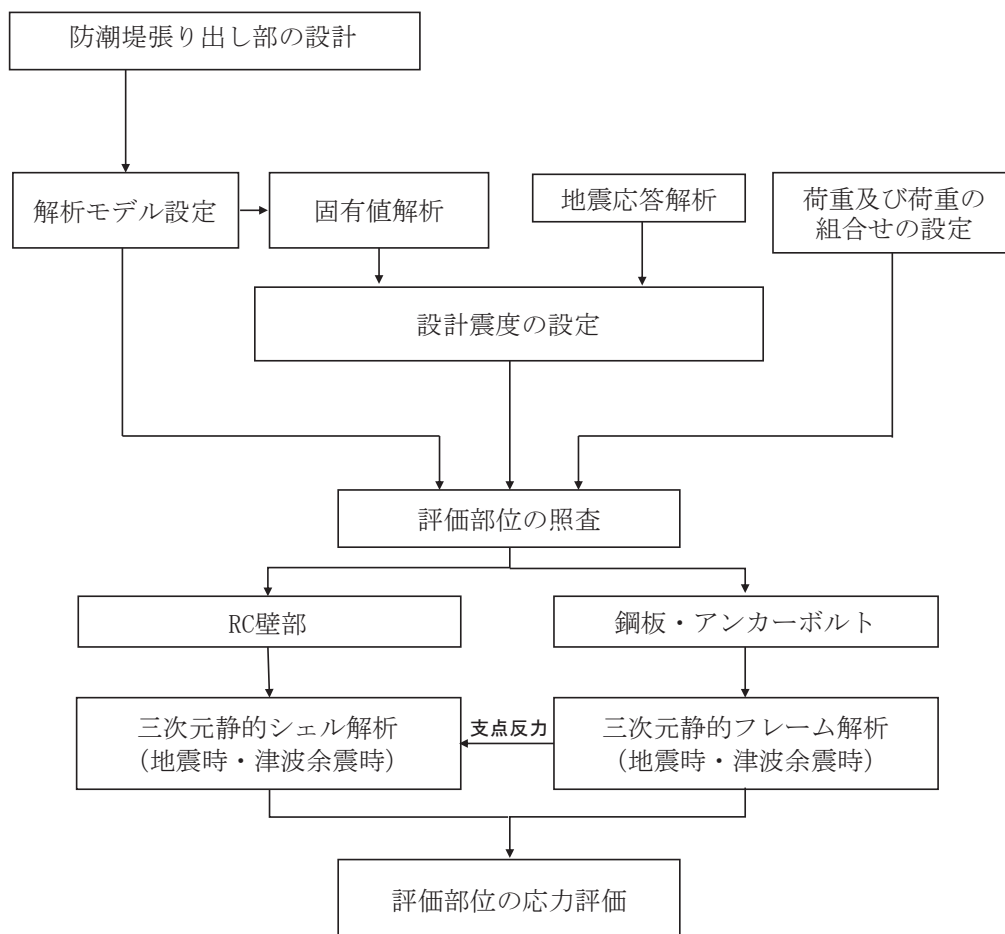 防潮堤張り出し部の設計
解析モデル設定
固有値解析
地震応答解析
荷重及び荷重の
組合せの設定
設計震度の設定
評価部位の照査
RC壁部
鋼板・アンカーボルト
三次元静的シェル解析
(地震時・津波余震時)
支点反力
三次元静的フレーム解析
(地震時・津波余震時)
評価部位の応力評価